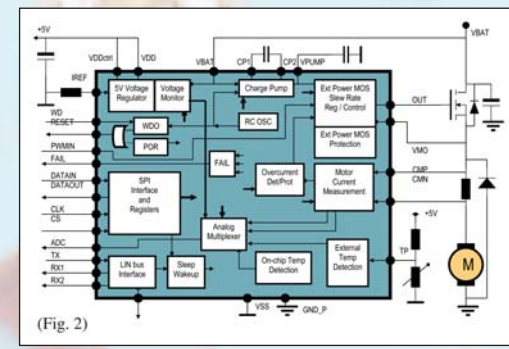 +5V
VBAT
VDDctrl
VDD
VBAT
CP1
CP2
VPUMP
IREF
5V Voltage
Regulator
Voltage
Monitor
Charge Pump
Ext Power MOS
Slew Rate
Reg / Control
OUT
WD
RESET
WDO
RC OSC
POR
Ext Power MOS
Protection
PWMIN
FAIL
FAIL
VMO
DATAIN
DATAOUT
SPI
Interface
and
Registers
Overcurrent
Det/Prot
Motor
Current
Measurement
CMP
CMN
CLK
CS
+5V
ADC
Analog
Multiplexer
TX
RX1
RX2
LIN bus
Interface
Sleep
Wakeup
On-chip Temp
Detection
External
Temp
Detection
TP
M
VSS
GND_P
(Fig. 2)